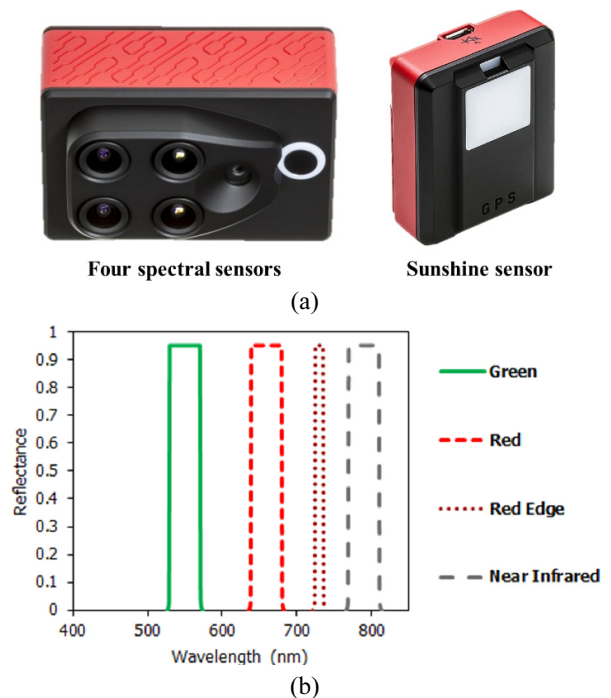 GPS
Four spectral sensors
Sunshine sensor
(a)
1
0.9
0.8
0.7
0.6
0.5
0.4
0.3
0.2
0.1
0
Reflectance
400 500 600 700 800
Wavelength (nm)
Green
Red
Red Edge
Near Infrared
(b)